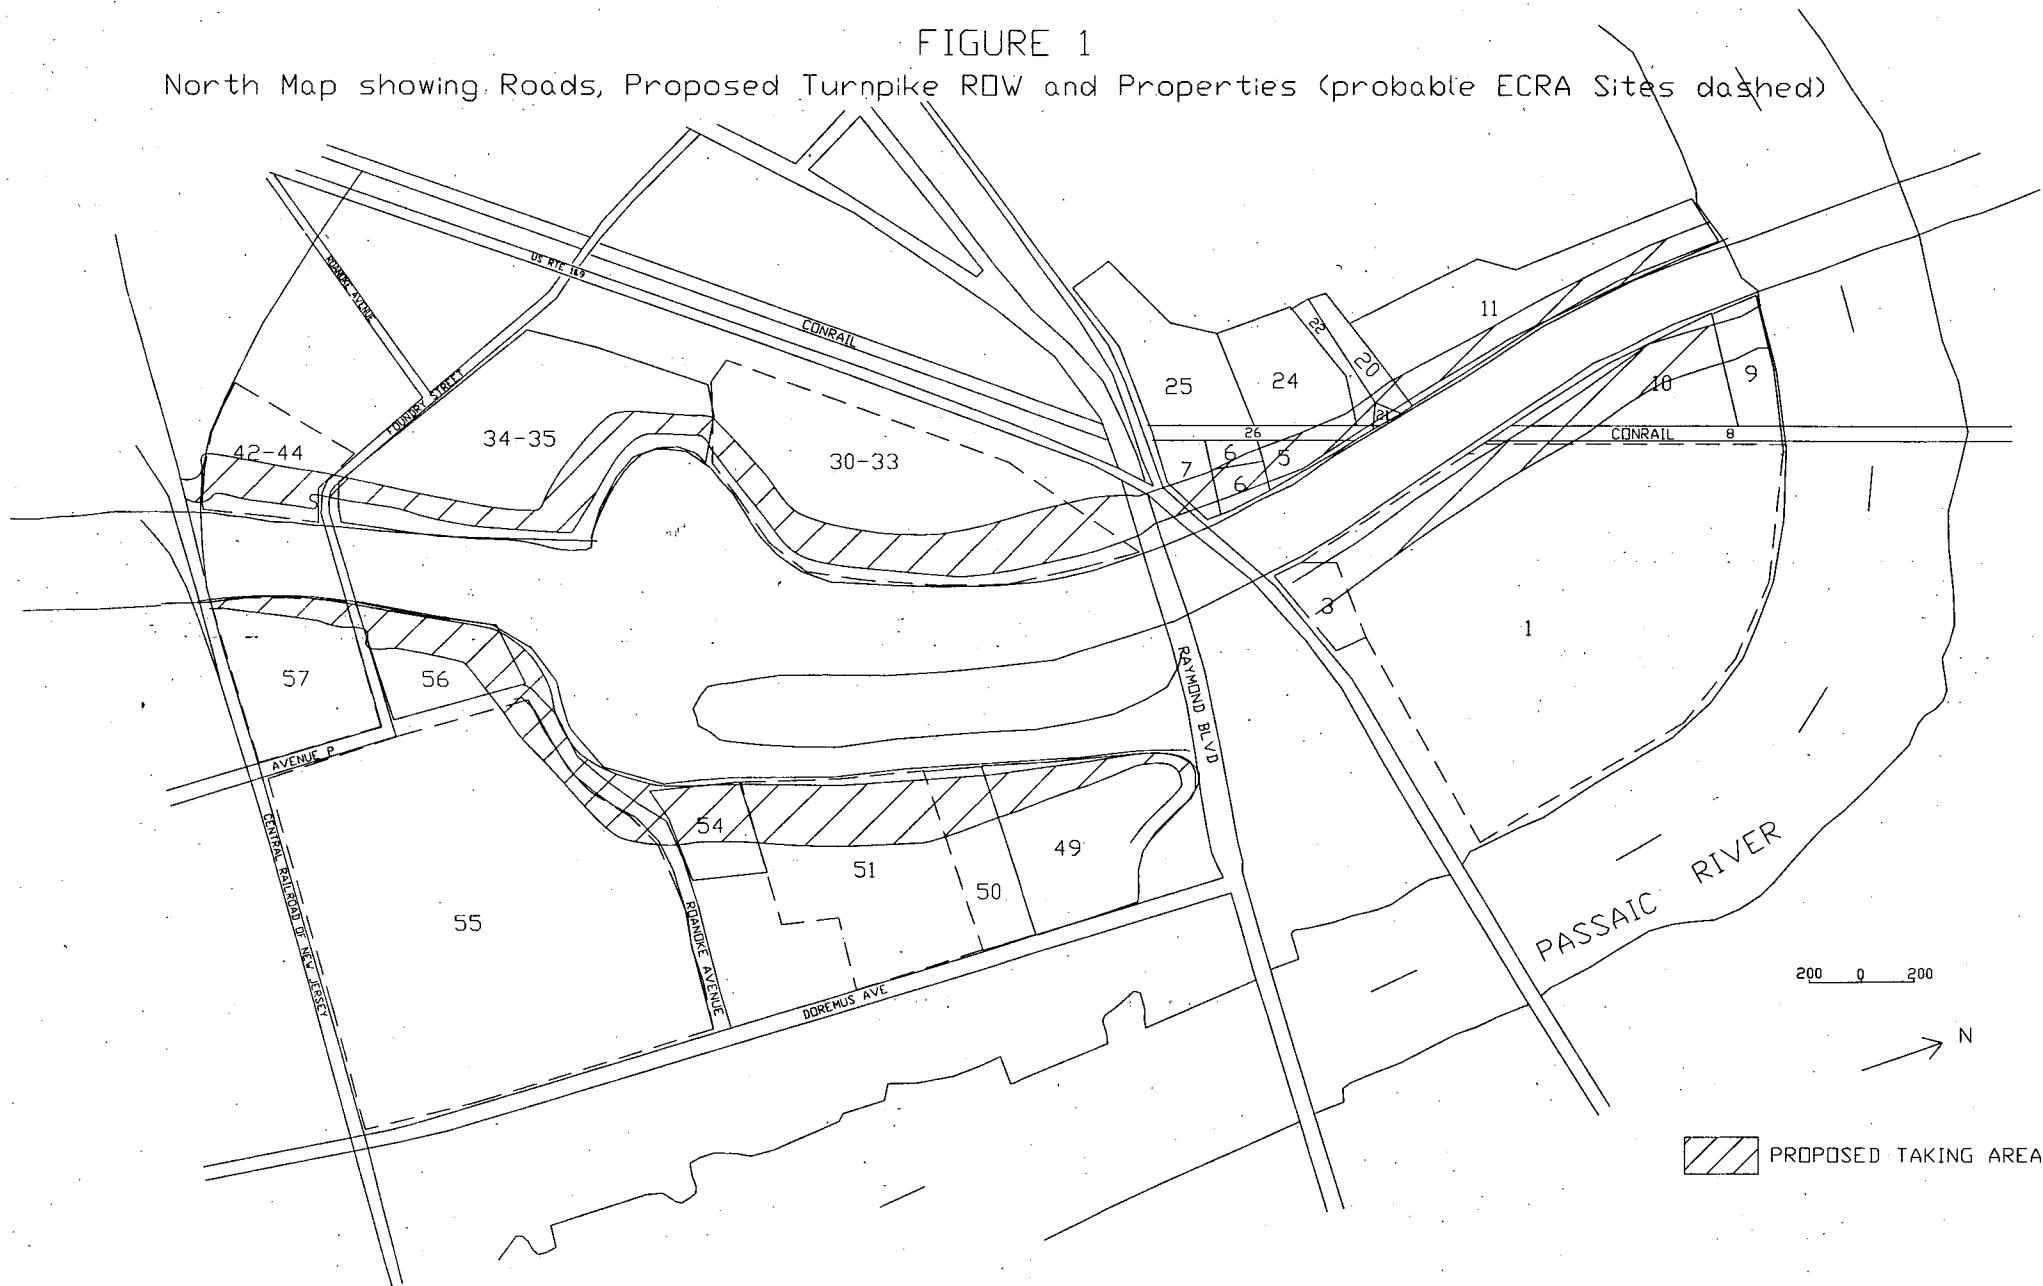 FIGURE 1
North Map showing Roads, Proposed Turnpike ROW and Properties (probable ECRA Sites dashed)
ROANOKE AVENUE
US RTE 1&9
CONRAIL
FOUNDRY STREET
42-44
34-35
30-33
25
24
22
20
21
11
26
7
6
6
5
10
9
CONRAIL
8
3
1
57
56
AVENUE P
RAYMOND BLVD
CENTRAL RAILROAD OF NEW JERSEY
55
54
51
50
49
ROANOKE AVENUE
DOREMUS AVE
PASSAIC RIVER
200 0 200
N
PROPOSED TAKING AREA